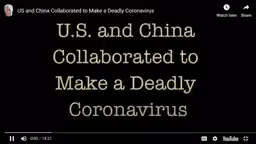 US and China Collaborated to Make a Deadly Coronavirus
Watch later
Share
U.S. and China
Collaborated to
Make a Deadly
Coronavirus
0:02 / 14:21
YouTube